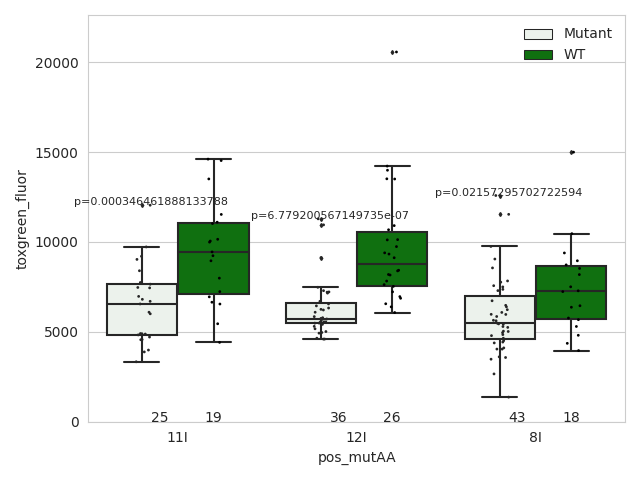 Mutant
WT
20000
15000
10000
5000
0
toxgreen_fluor
p=0.000346461888133788
p=6.779200567149735e-07
p=0.02157295702722594
25 19 36 26 43 18
11I 12I 8I
pos_mutAA